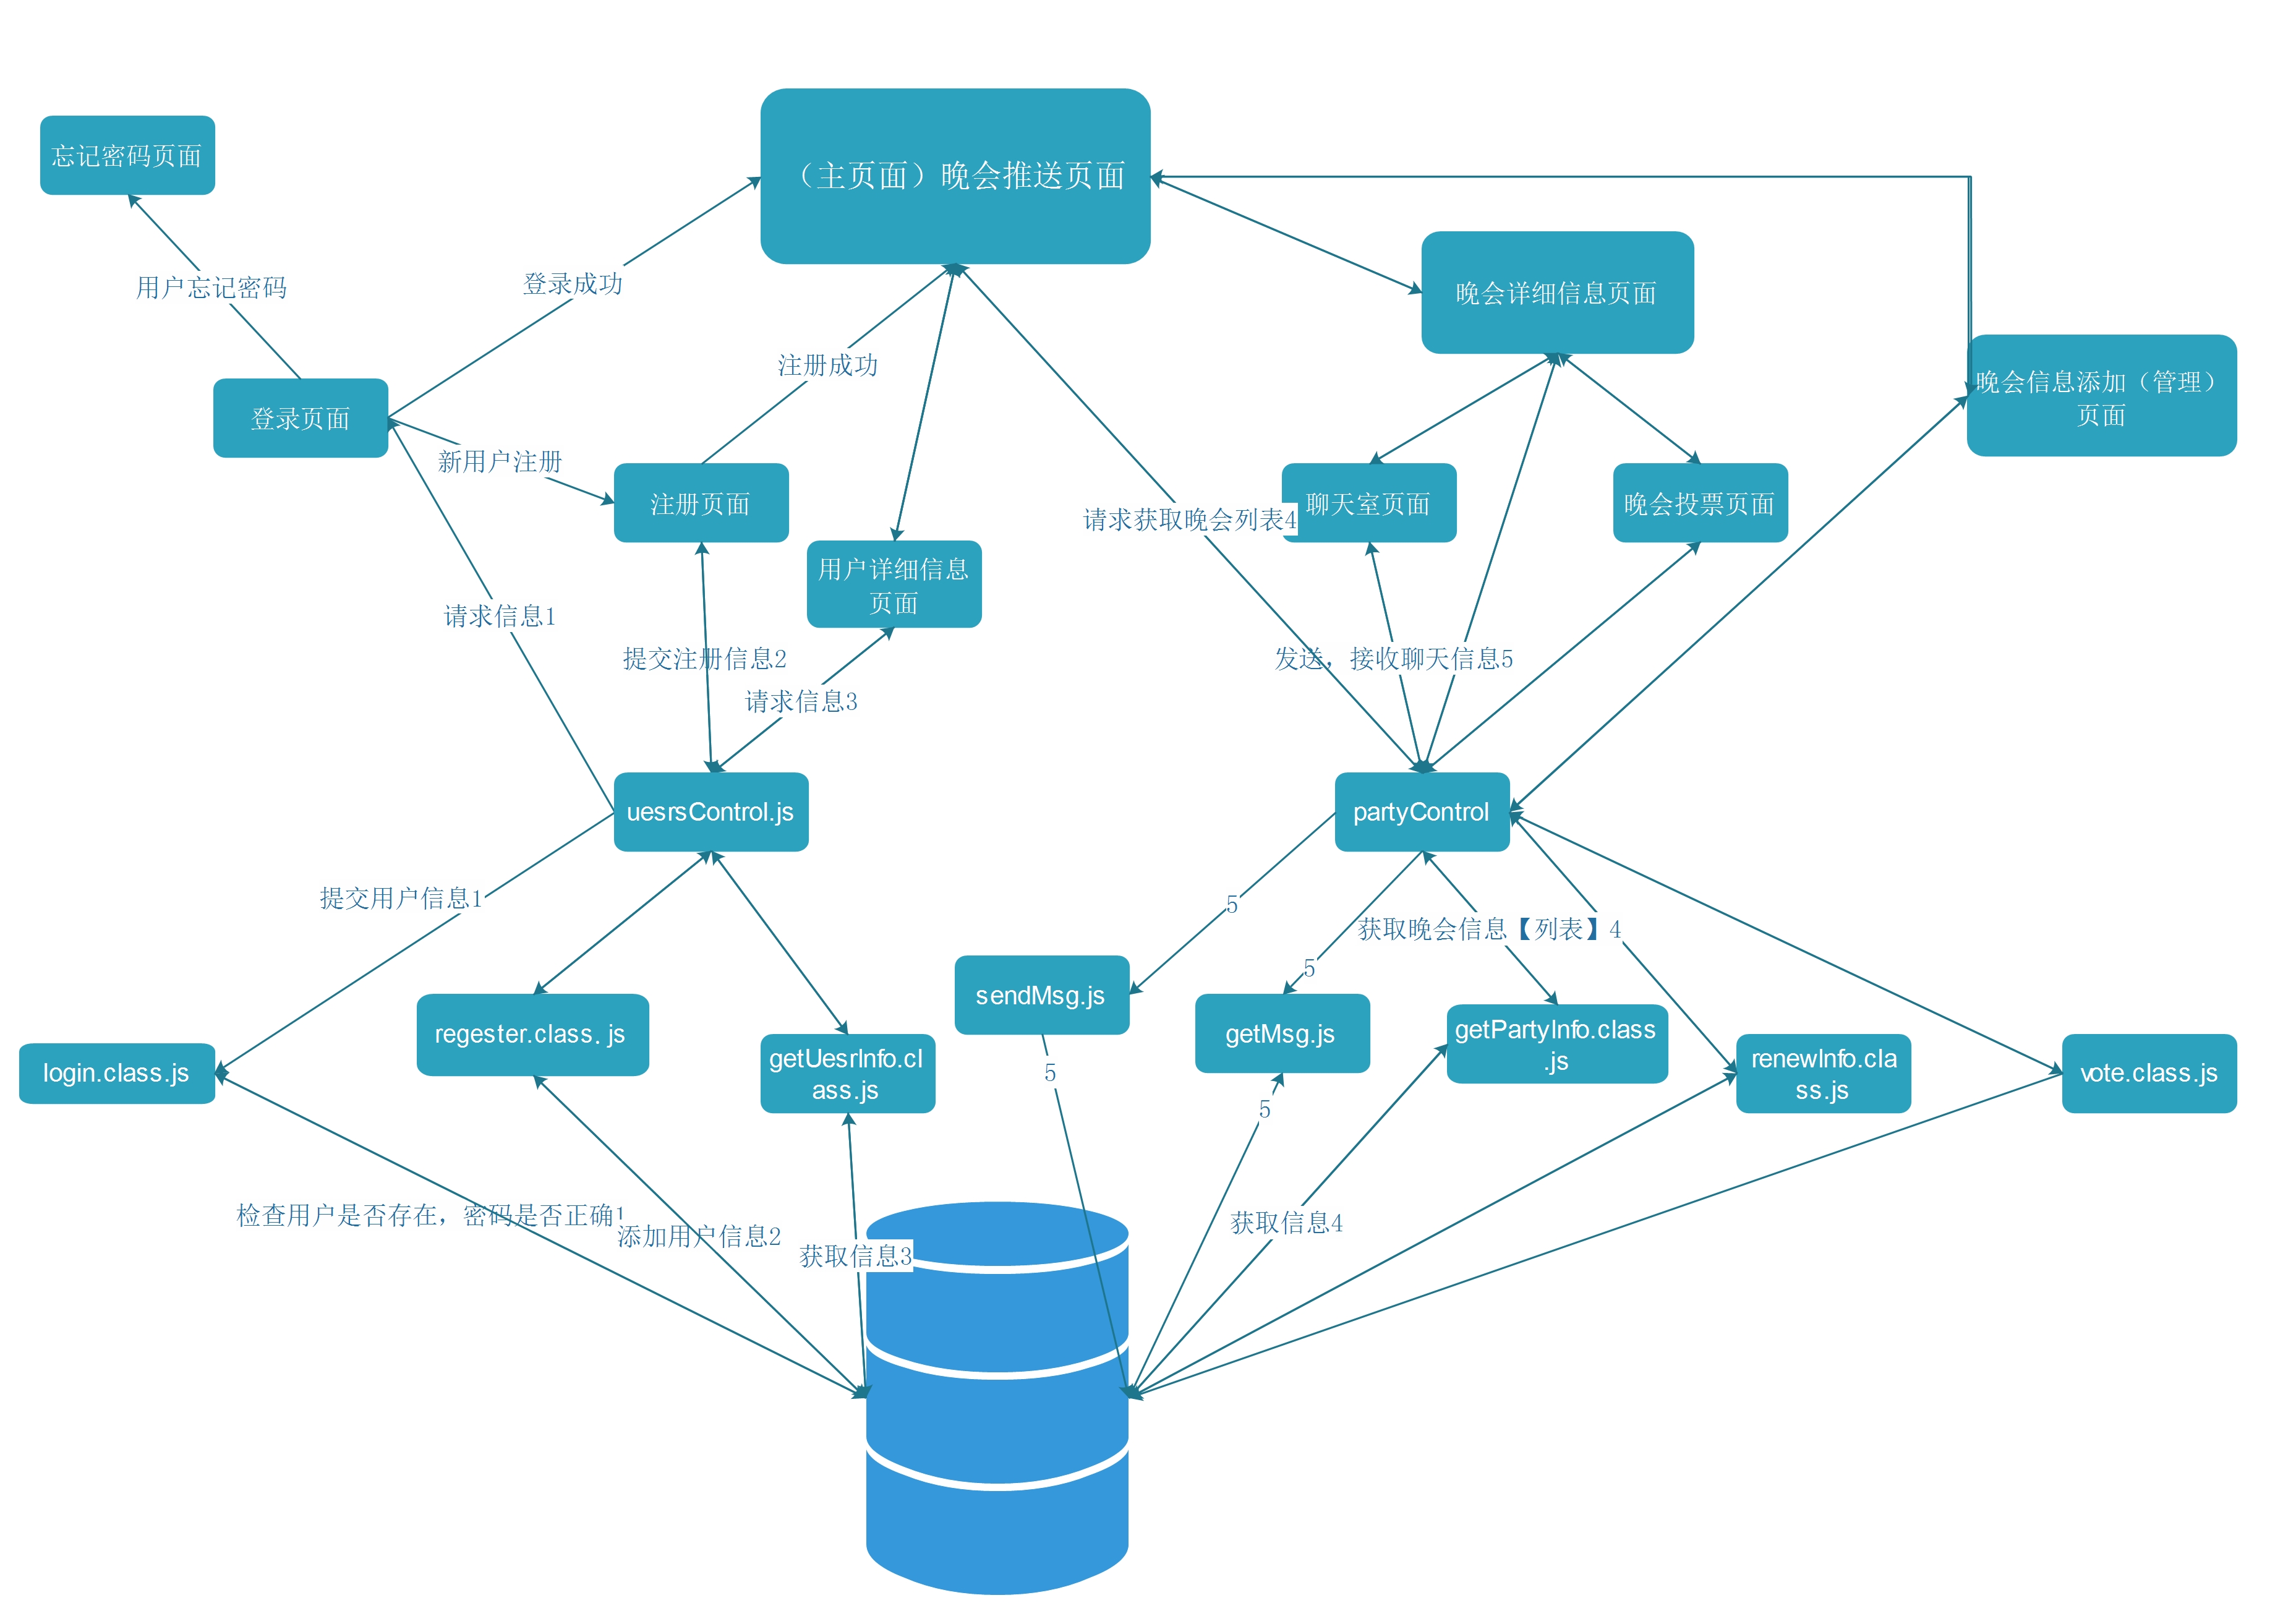 忘记密码页面
（主页面）晚会推送页面
用户忘记密码
登录成功
晚会详细信息页面
注册成功
晚会信息添加（管理）
页面
登录页面
新用户注册
注册页面
请求获取晚会列表4
聊天室页面
晚会投票页面
用户详细信息
页面
请求信息1
提交注册信息2
请求信息3
发送，接收聊天信息5
uesrsControl.js
partyControl
提交用户信息1
5
获取晚会信息【列表】4
5
sendMsg.js
regester.class.js
getMsg.js
getPartyInfo.class
.js
login.class.js
getUesrInfo.cl
ass.js
5
renewInfo.cla
ss.js
vote.class.js
5
检查用户是否存在，密码是否正确1
添加用户信息2
获取信息3
获取信息4